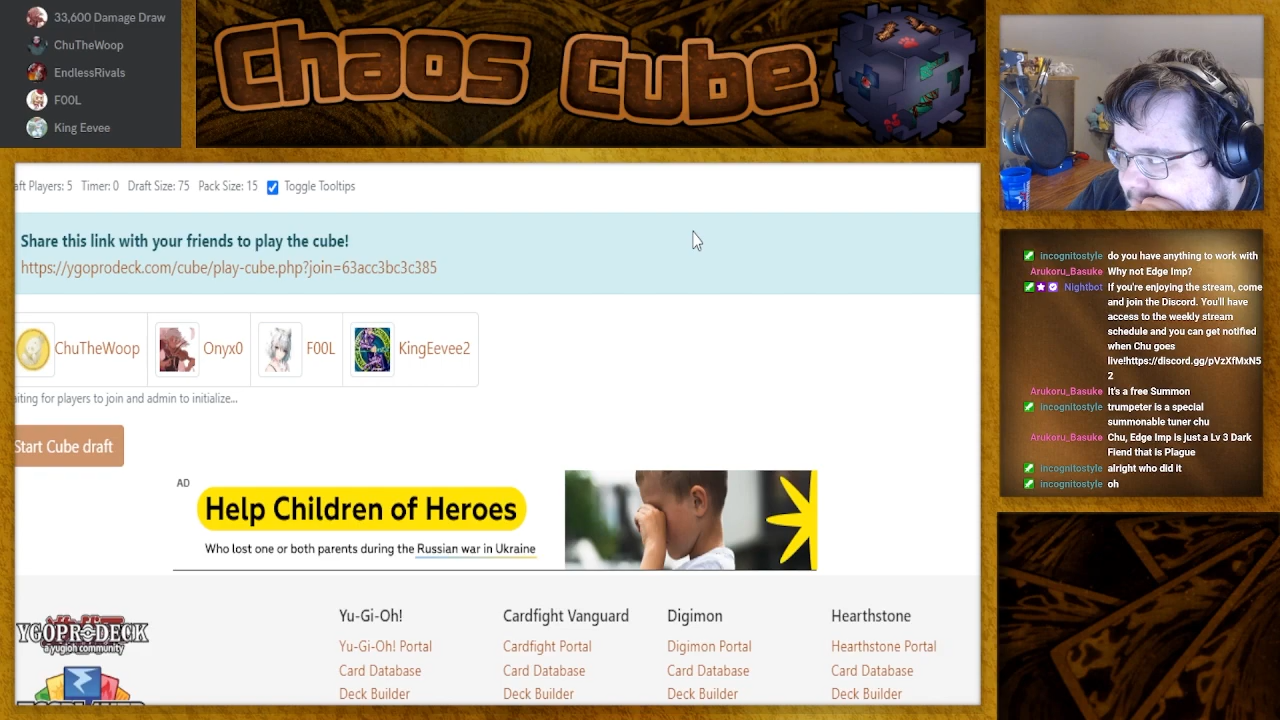 33,600 Damage Draw
ChuTheWoop
EndlessRivals
F00L
King Eevee
Chaos Cube
aft Players: 5 Timer: 0 Draft Size: 75 Pack Size: 15 Toggle Tooltips
Share this link with your friends to play the cube!
https://ygoprodeck.com/cube/play-cube.php?join=63acc3bc3c385
ChuTheWoop
Onyx0
F00L
KingEevee2
aiting for players to join and admin to initialize...
Start Cube draft
AD
Help Children of Heroes
Who lost one or both parents during the Russian war in Ukraine
YGOPRODECK
a yugioh community
Yu-Gi-Oh!
Yu-Gi-Oh! Portal
Card Database
Deck Builder
Cardfight Vanguard
Cardfight Portal
Card Database
Deck Builder
Digimon
Digimon Portal
Card Database
Deck Builder
Hearthstone
Hearthstone Portal
Card Database
Deck Builder
incognitostyle do you have anything to work with
Arukoru_Basuke Why not Edge Imp?
Nightbot If you're enjoying the stream, come
and join the Discord. You'll have
access to the weekly stream
schedule and you can get notified
when Chu goes
live!https://discord.gg/pVzXfMxN5
2
Arukoru_Basuke It's a free Summon
incognitostyle trumpeter is a special
summonable tuner chu
Arukoru_Basuke Chu, Edge Imp is just a Lv 3 Dark
Fiend that is Plague
incognitostyle alright who did it
incognitostyle oh